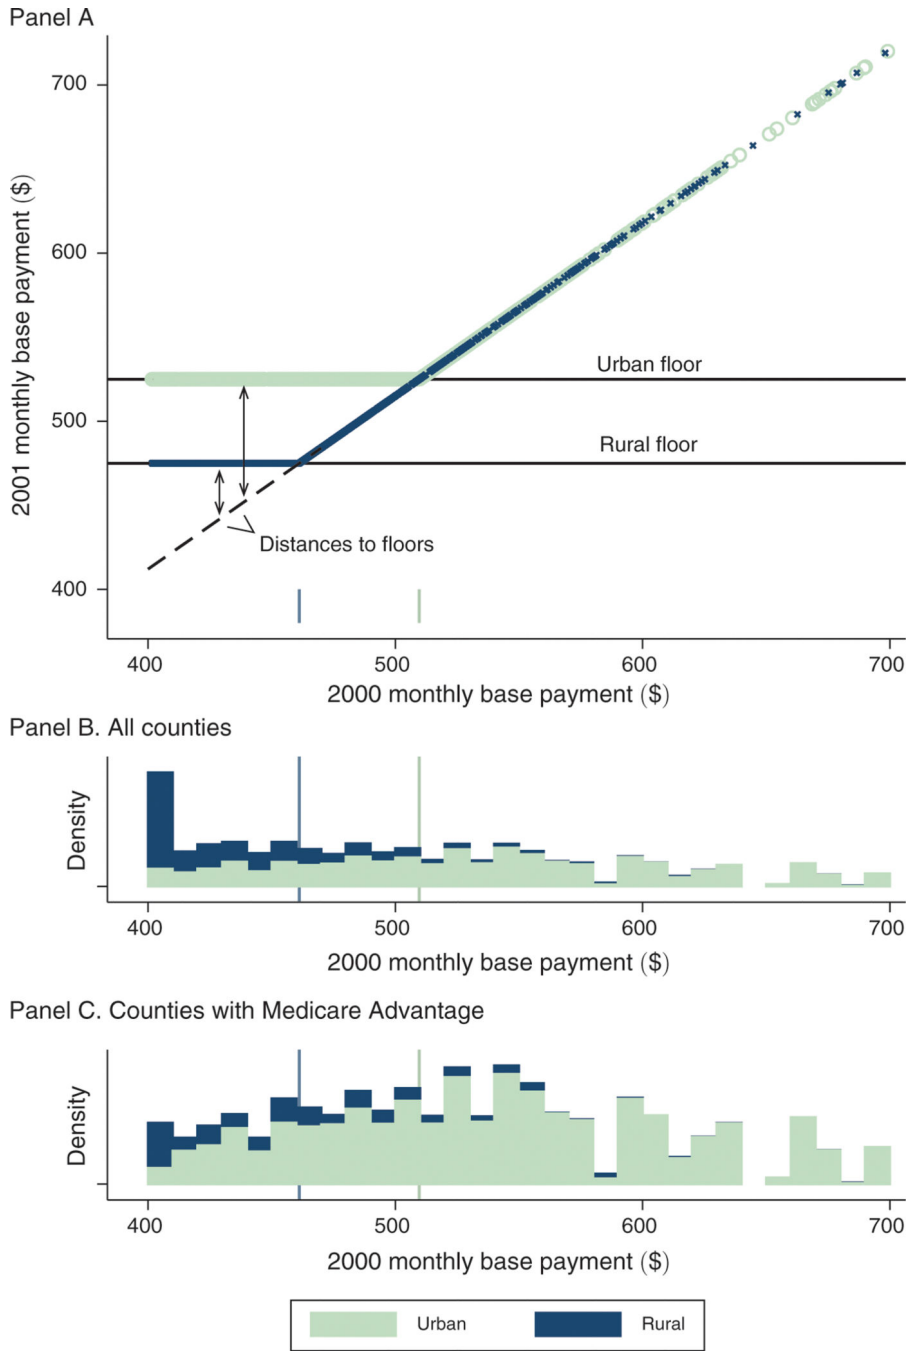 Panel A
2001 monthly base payment ($)
700
600
500
400
Urban floor
Rural floor
Distances to floors
400 500 600 700
2000 monthly base payment ($)
Panel B. All counties
Density
400 500 600 700
2000 monthly base payment ($)
Panel C. Counties with Medicare Advantage
Density
400 500 600 700
2000 monthly base payment ($)
Urban Rural